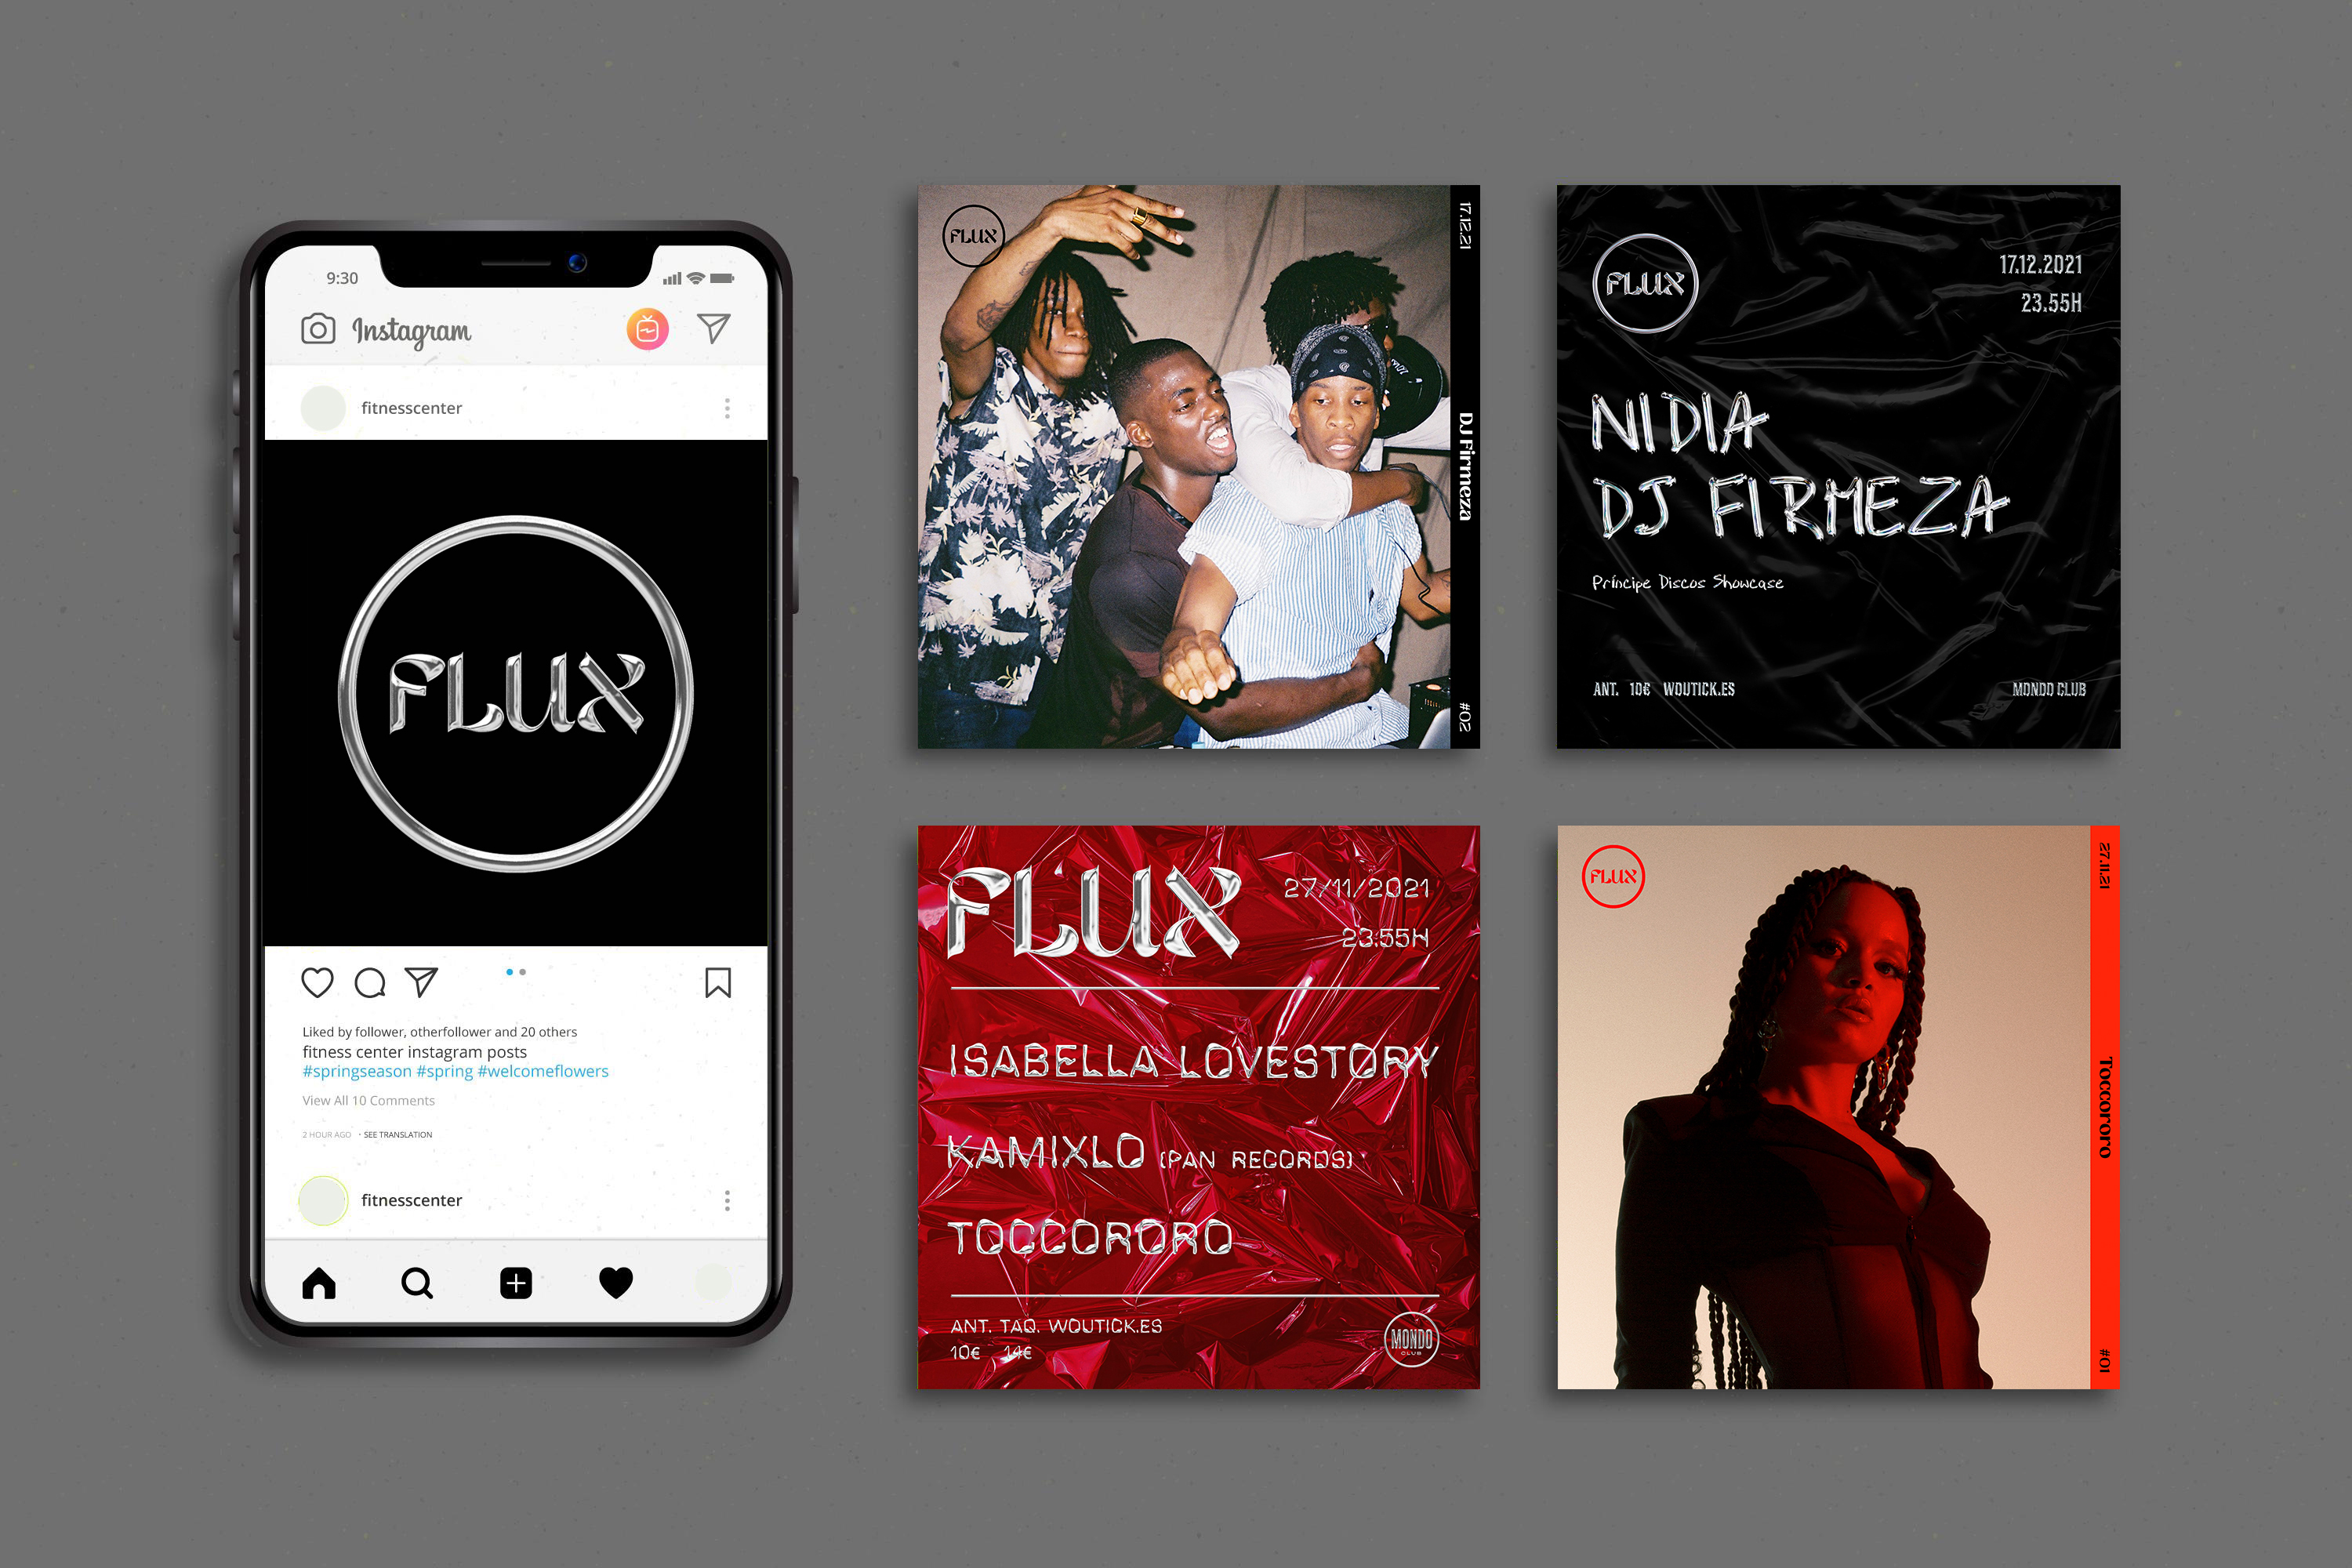 9:30
Instagram
fitnesscenter
FLUX
Liked by follower, otherfollower and 20 others
fitness center instagram posts
#springseason #spring #welcomeflowers
View All 10 Comments
2 HOUR AGO • SEE TRANSLATION
fitnesscenter
FLUX
17.12.21
DJ Firmeza
#02
FLUX
17.12.2021
23.55H
NIDIA
DJ FIRMEZA
Príncipe Discos Showcase
ANT. 10€ WOUTICK.ES
MONDO CLUB
FLUX
27/11/2021
23:55H
ISABELLA LOVESTORY
KAMIXLO (PAN RECORDS)
TOCCORORO
ANT. TAQ. WOUTICK.ES
10€ 14€
MONDO
CLUB
FLUX
27.11.21
Toccororo
#01